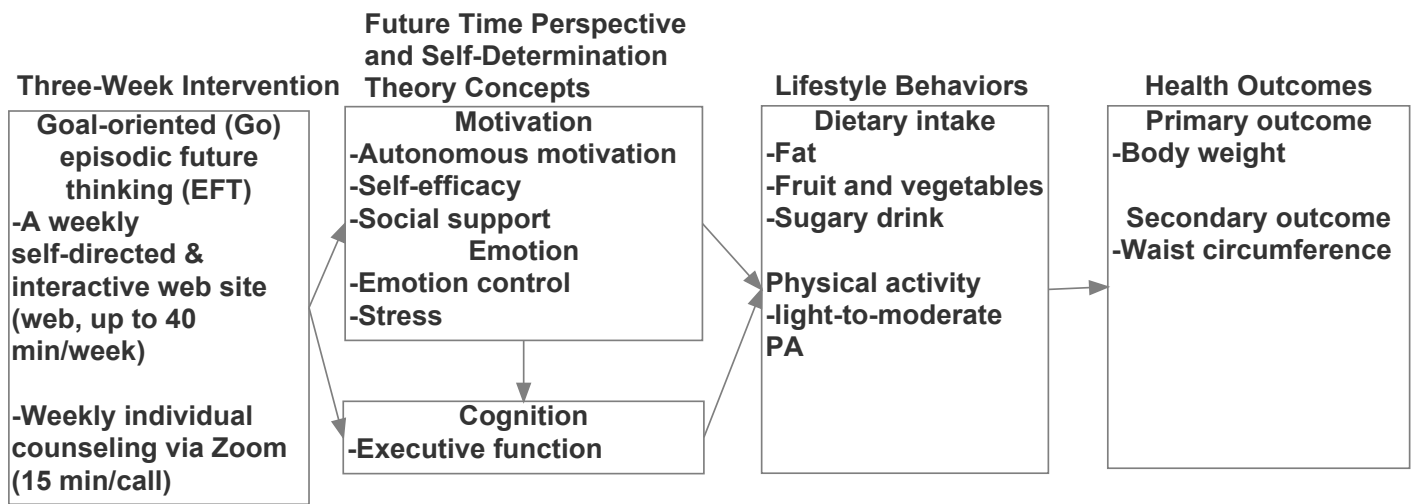 Three-Week Intervention
Goal-oriented (Go)
episodic future
thinking (EFT)
-A weekly
self-directed &
interactive web site
(web, up to 40
min/week)
-Weekly individual
counseling via Zoom
(15 min/call)
Future Time Perspective
and Self-Determination
Theory Concepts
Motivation
-Autonomous motivation
-Self-efficacy
-Social support
Emotion
-Emotion control
-Stress
Cognition
-Executive function
Lifestyle Behaviors
Dietary intake
-Fat
-Fruit and vegetables
-Sugary drink
Physical activity
-light-to-moderate
PA
Health Outcomes
Primary outcome
-Body weight
Secondary outcome
-Waist circumference